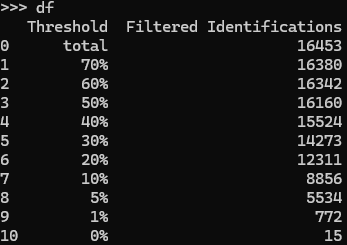 >>> df
Threshold Filtered Identifications
0 total 16453
1 70% 16380
2 60% 16342
3 50% 16160
4 40% 15524
5 30% 14273
6 20% 12311
7 10% 8856
8 5% 5534
9 1% 772
10 0% 15